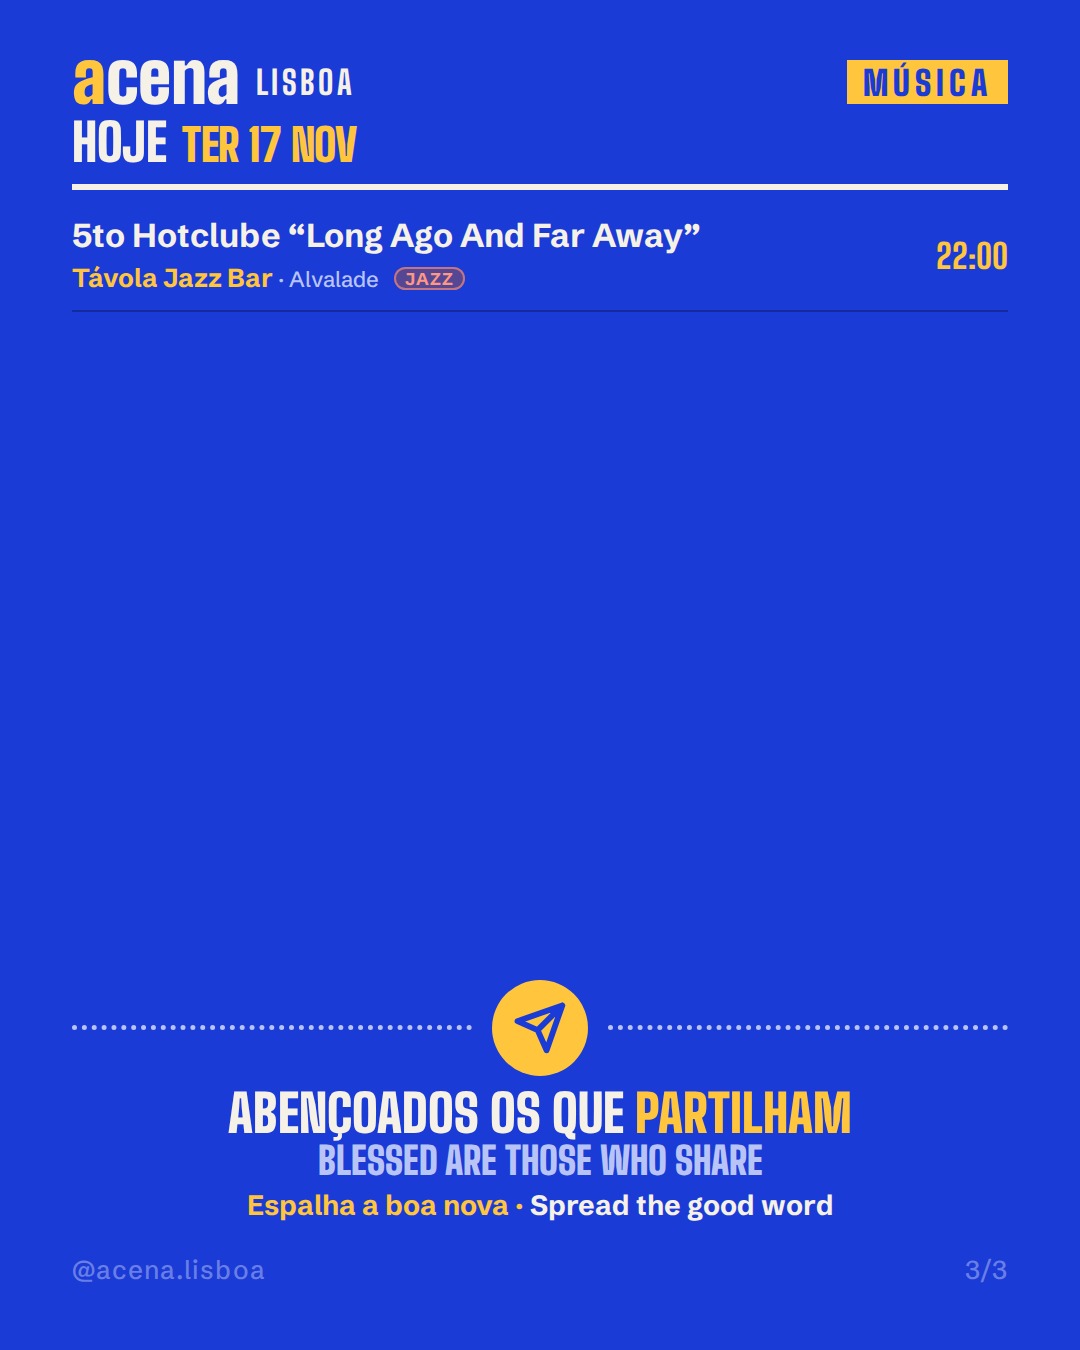 acena LISBOA
MÚSICA
HOJE TER 17 NOV
5to Hotclube “Long Ago And Far Away”
Távola Jazz Bar · Alvalade JAZZ
22:00
ABENÇOADOS OS QUE PARTILHAM
BLESSED ARE THOSE WHO SHARE
Espalha a boa nova · Spread the good word
@acena.lisboa
3/3